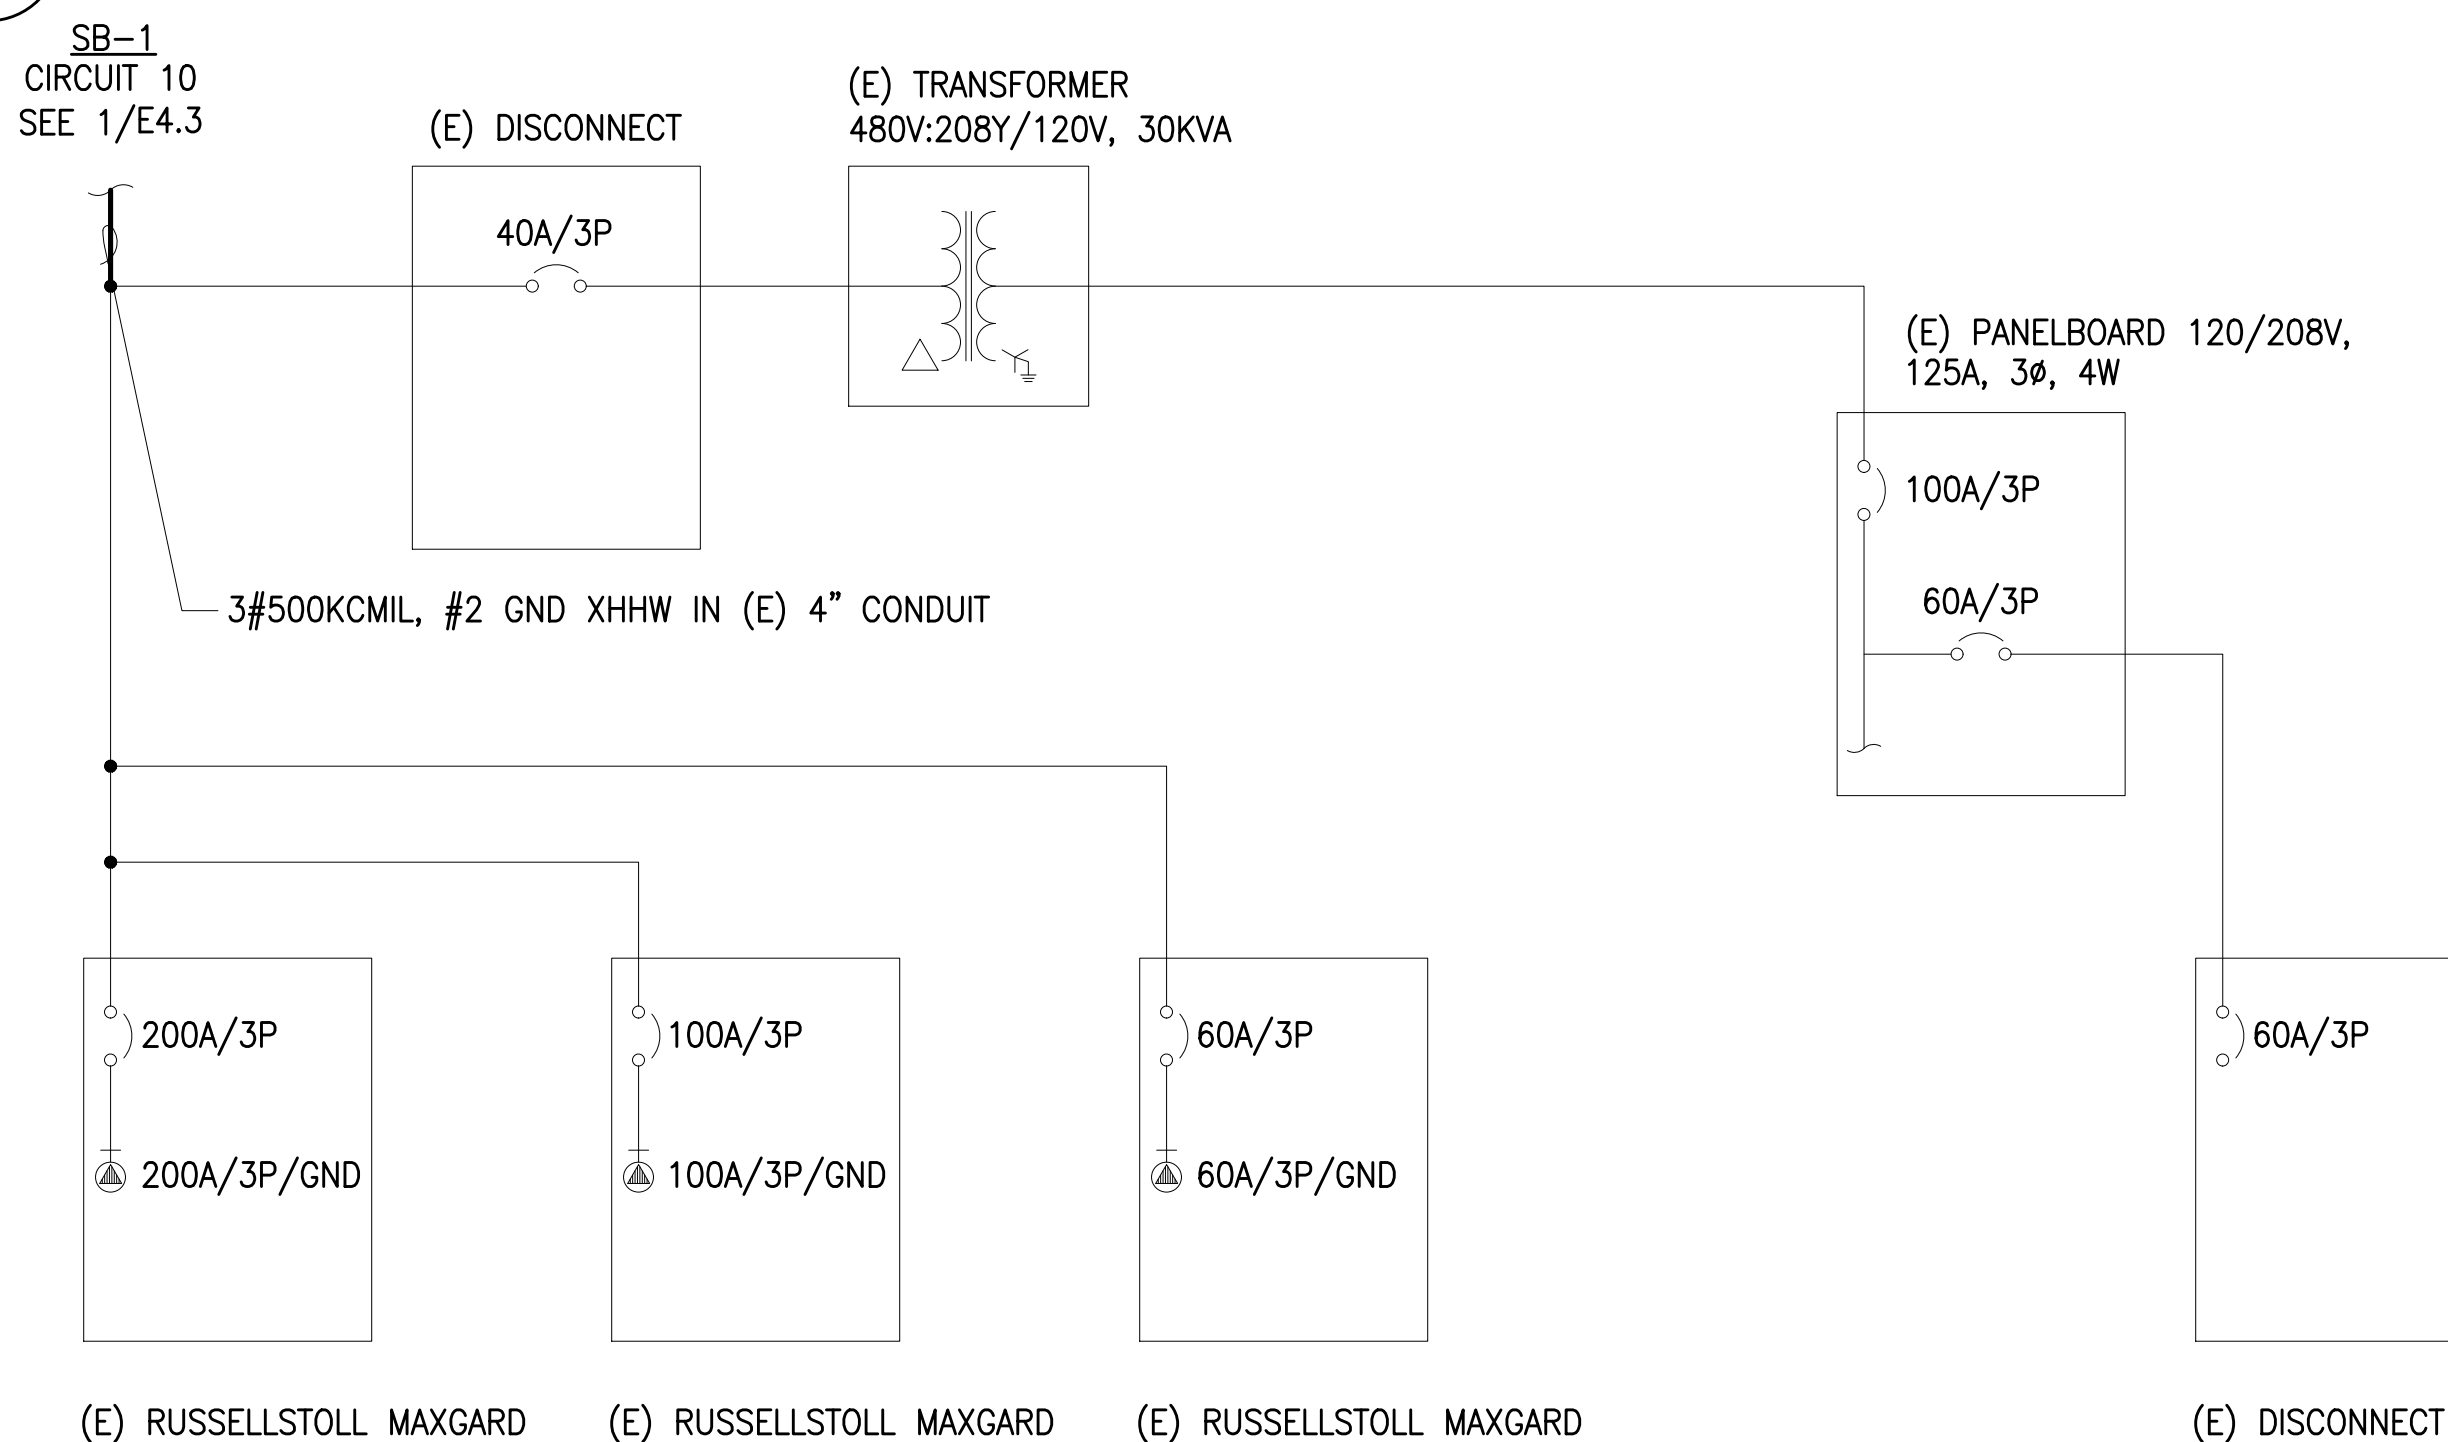 SB-1
CIRCUIT 10
SEE 1/E4.3
(E) DISCONNECT
40A/3P
(E) TRANSFORMER
480V:208Y/120V, 30KVA
(E) PANELBOARD 120/208V,
125A, 3ø, 4W
100A/3P
60A/3P
3#500KCMIL, #2 GND XHHW IN (E) 4” CONDUIT
200A/3P
200A/3P/GND
100A/3P
100A/3P/GND
60A/3P
60A/3P/GND
60A/3P
(E) RUSSELLSTOLL MAXGARD
(E) RUSSELLSTOLL MAXGARD
(E) RUSSELLSTOLL MAXGARD
(E) DISCONNECT